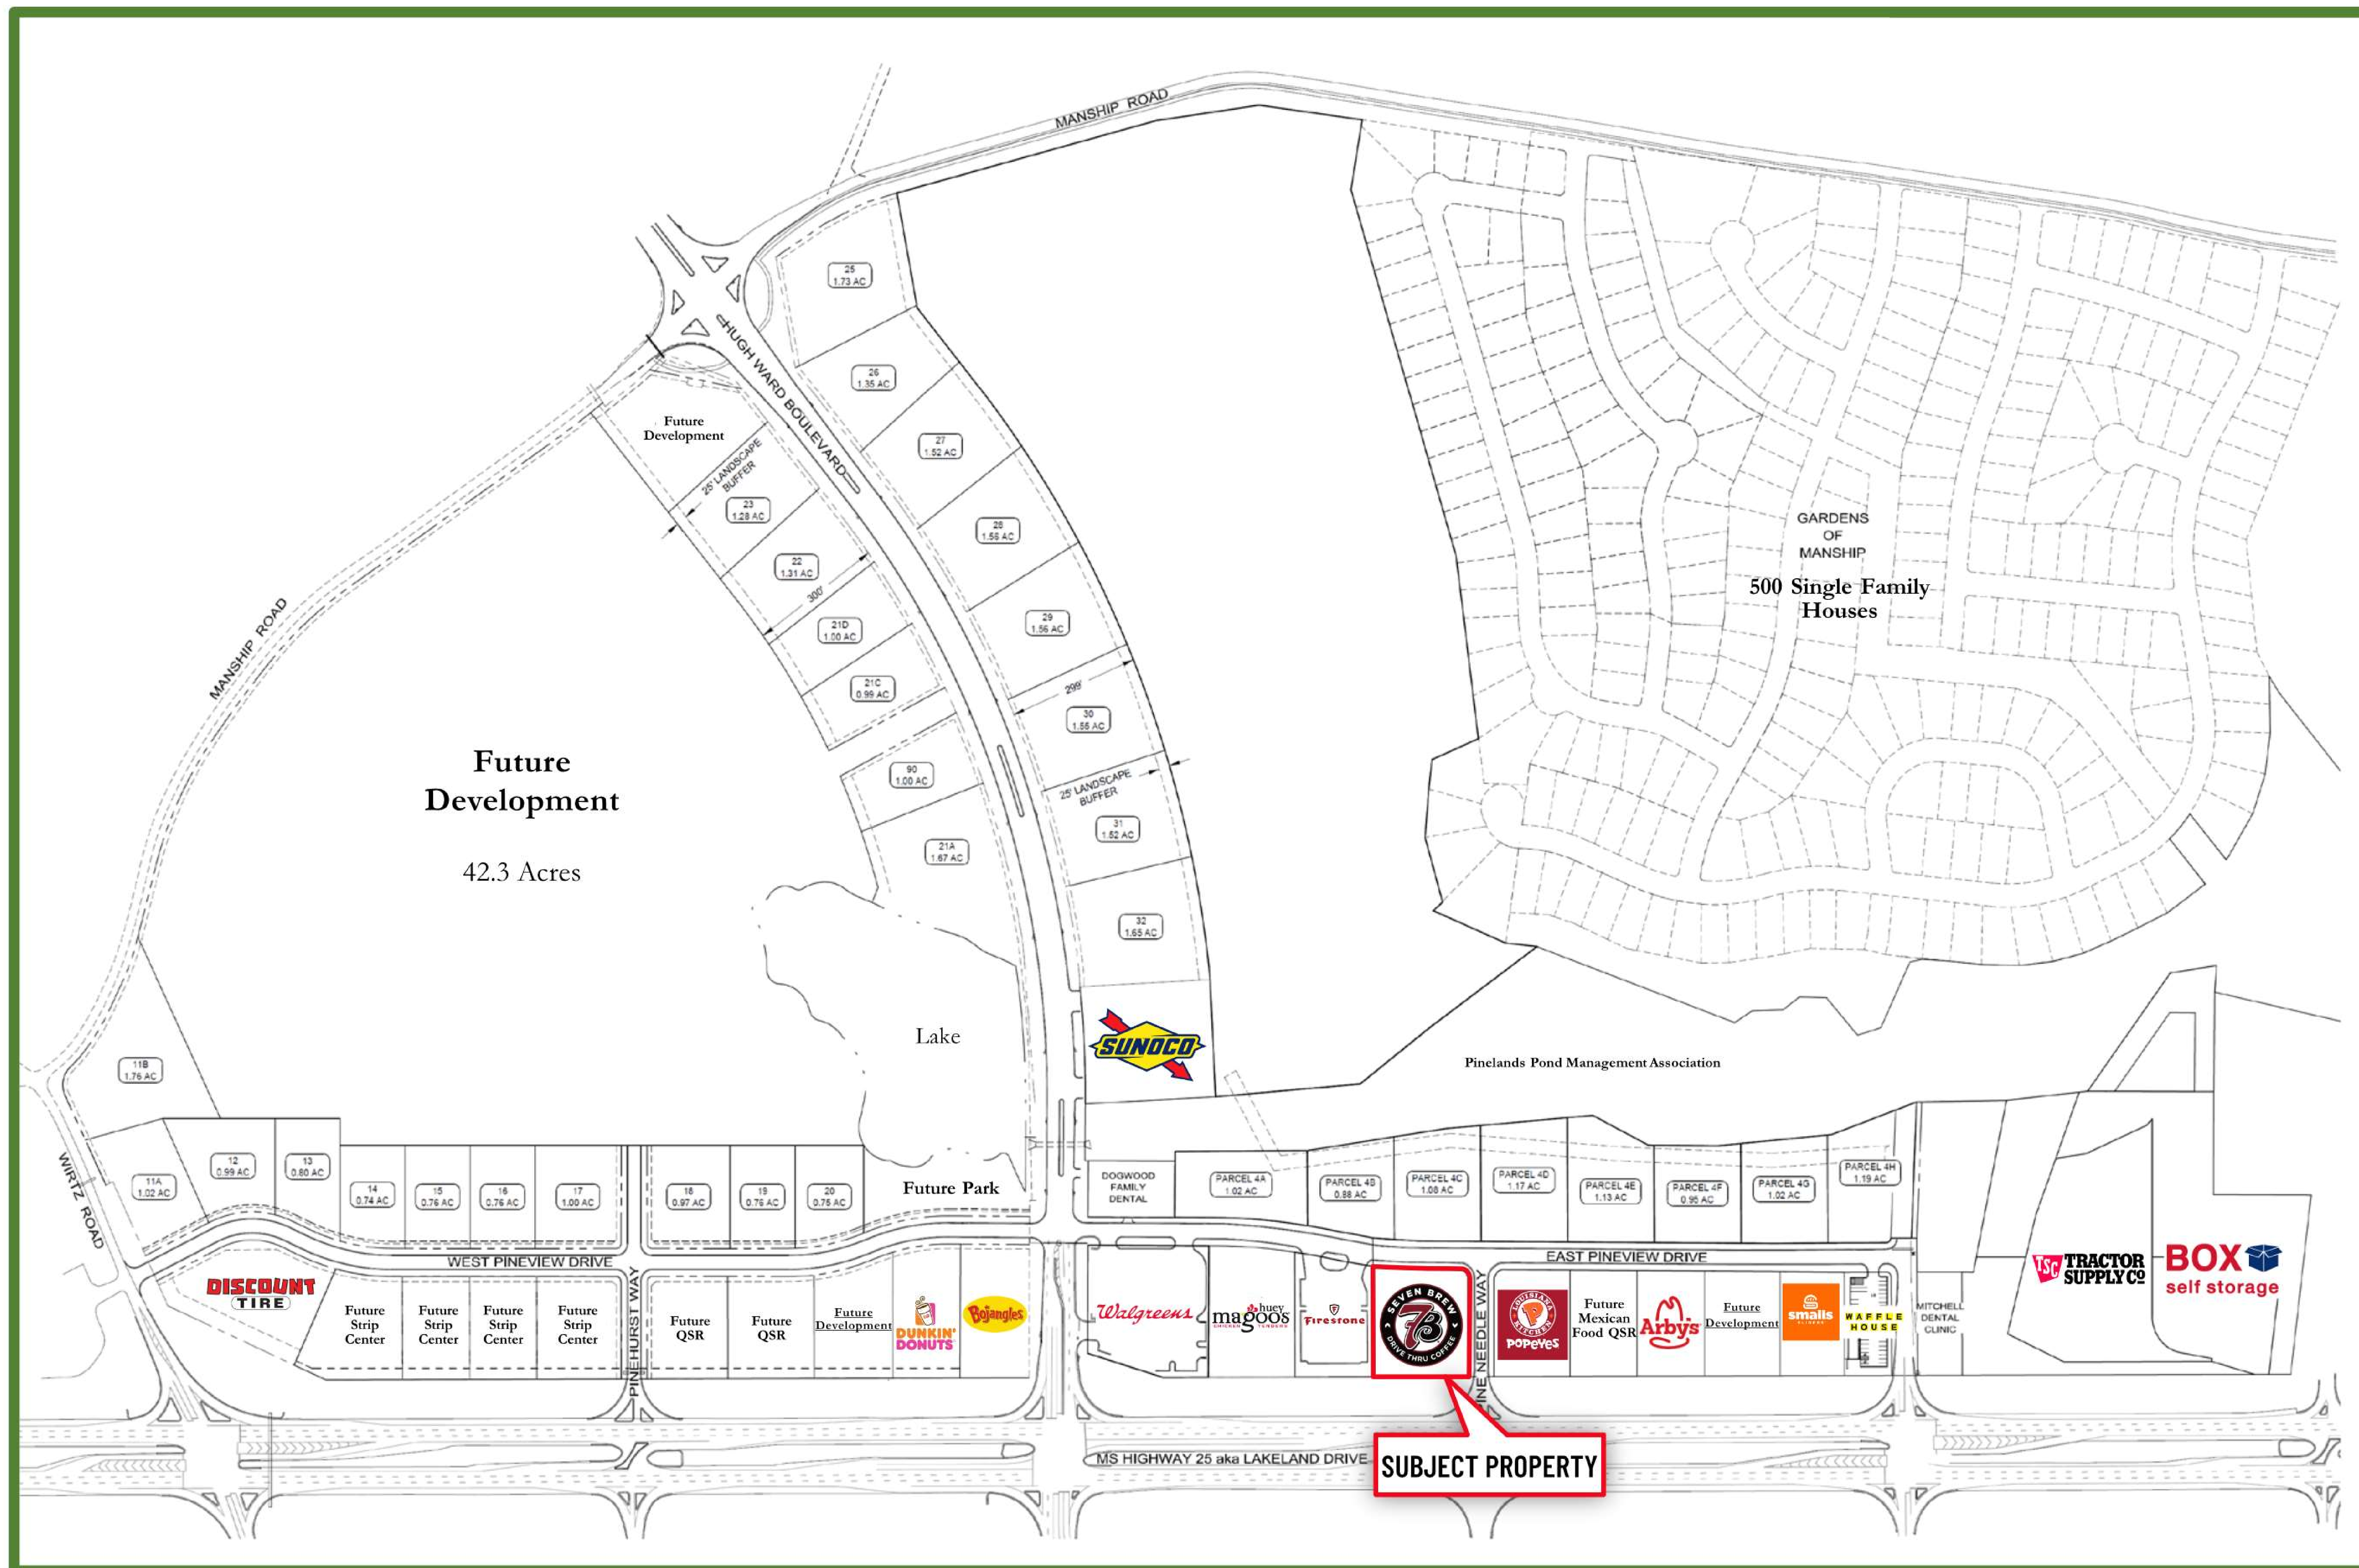 MANSHIP ROAD
25
1.73 AC
HUGH WARD BOULEVARD
26
1.35 AC
Future
Development
27
1.52 AC
25' LANDSCAPE
BUFFER
23
1.28 AC
28
1.56 AC
GARDENS
OF
MANSHIP
500 Single Family
Houses
22
1.31 AC
300'
MANSHIP ROAD
21D
1.00 AC
29
1.56 AC
21C
0.99 AC
299'
30
1.55 AC
Future
Development
42.3 Acres
90
1.00 AC
25' LANDSCAPE
BUFFER
31
1.52 AC
21A
1.67 AC
32
1.65 AC
Lake
SUNOCO
Pinelands Pond Management Association
11B
1.76 AC
WIRTZ ROAD
11A
1.02 AC
12
0.99 AC
13
0.80 AC
14
0.74 AC
15
0.76 AC
16
0.76 AC
17
1.00 AC
18
0.97 AC
19
0.76 AC
20
0.75 AC
Future Park
DOGWOOD
FAMILY
DENTAL
PARCEL 4A
1.02 AC
PARCEL 4B
0.88 AC
PARCEL 4C
1.08 AC
PARCEL 4D
1.17 AC
PARCEL 4E
1.13 AC
PARCEL 4F
0.95 AC
PARCEL 4G
1.02 AC
PARCEL 4H
1.19 AC
WEST PINEVIEW DRIVE
EAST PINEVIEW DRIVE
DISCOUNT
TIRE
Future
Strip
Center
Future
Strip
Center
Future
Strip
Center
Future
Strip
Center
PINEHURST WAY
Future
QSR
Future
QSR
Future
Development
DUNKIN'
DONUTS
Bojangles
Walgreens
huey
magoos
CHICKEN TENDERS
Firestone
SEVEN BREW
7B
DRIVE THRU COFFEE
INE NEEDLE WAY
LOUISIANA
KITCHEN
POPEYES
Future
Mexican
Food QSR
Arby's
Future
Development
smalls
SLIDERS
WAFFLE
HOUSE
MITCHELL
DENTAL
CLINIC
TSC TRACTOR
SUPPLY CO
BOX
self storage
MS HIGHWAY 25 aka LAKELAND DRIVE
SUBJECT PROPERTY